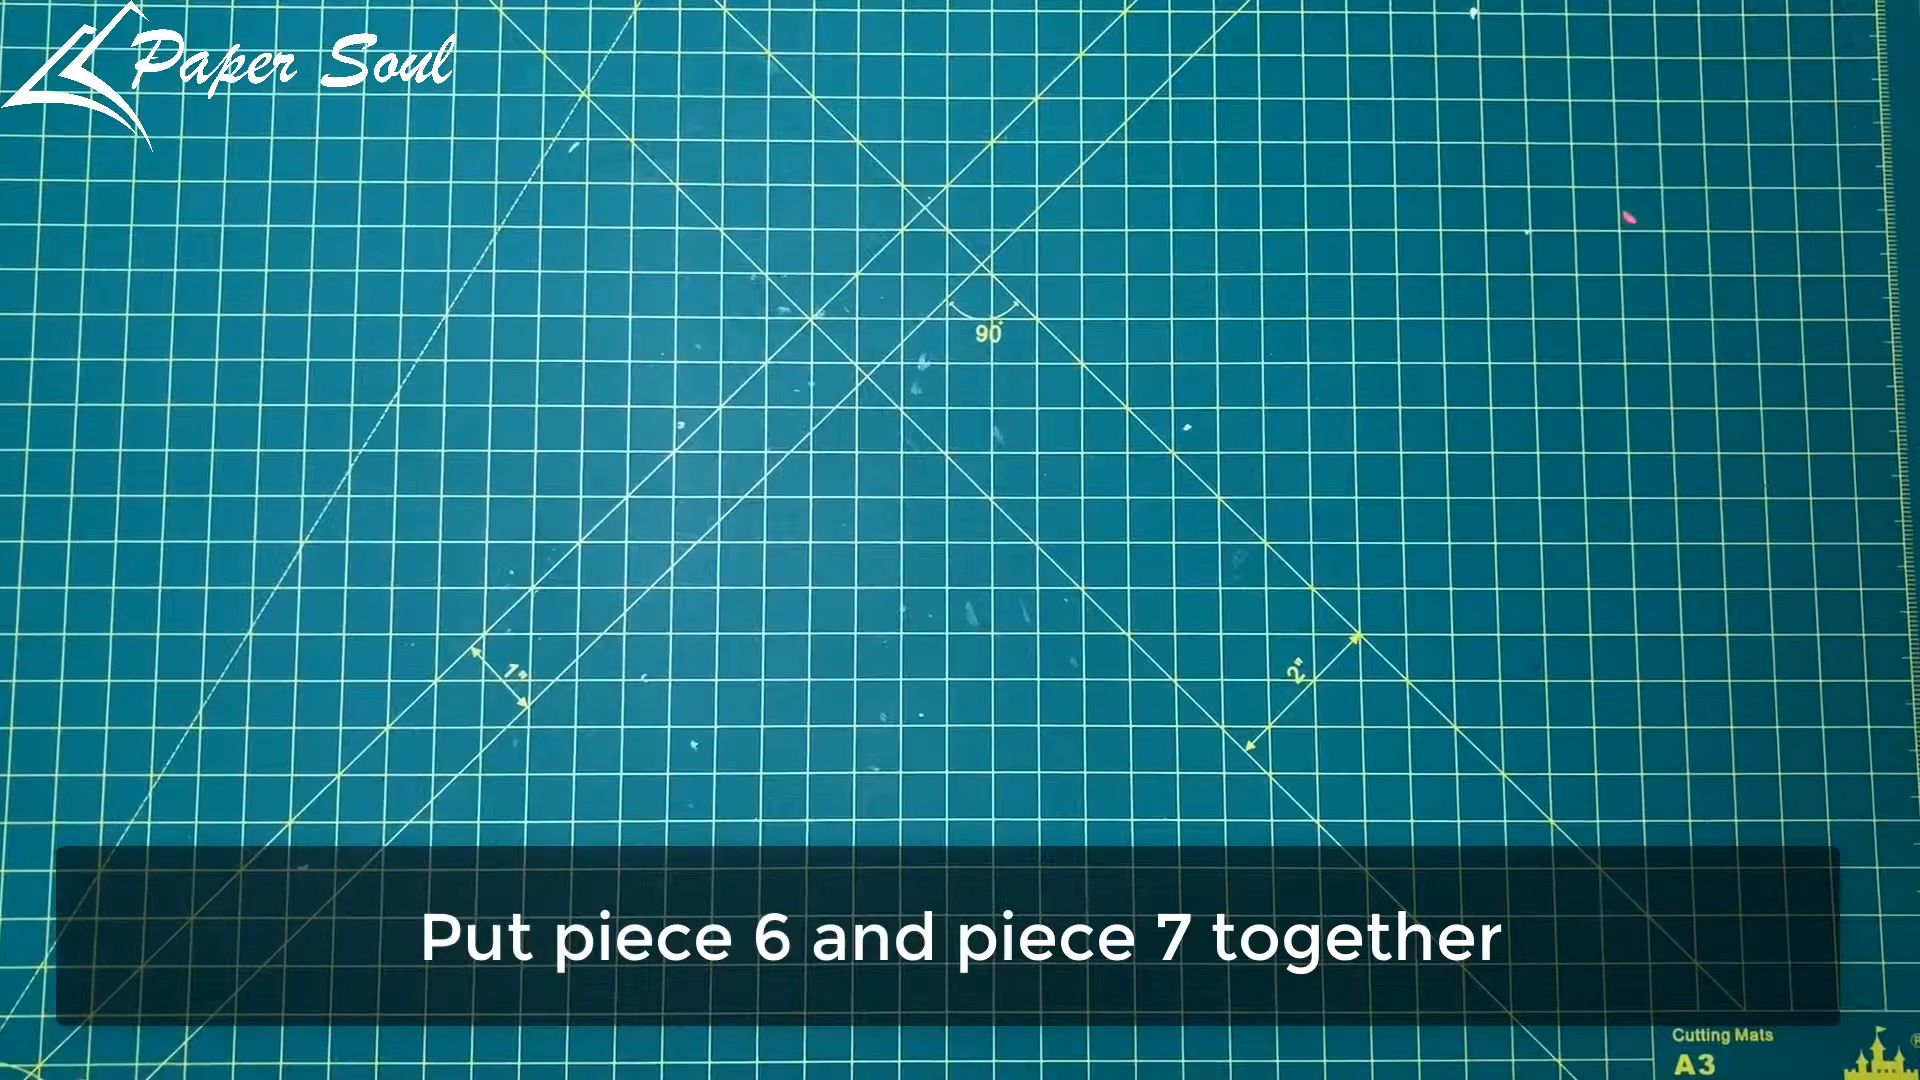 Paper Soul
90°
1"
2"
Put piece 6 and piece 7 together
Cutting Mats
A3
®